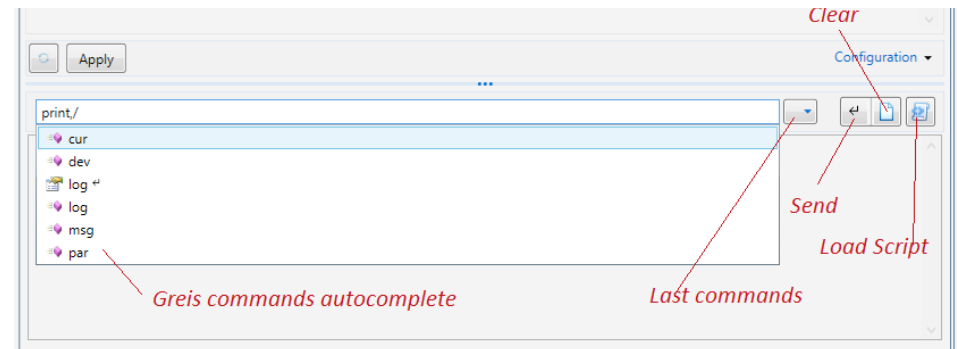 Clear
Apply
Configuration
print,/
cur
dev
log ↵
log
msg
par
Send
Load Script
Greis commands autocomplete
Last commands